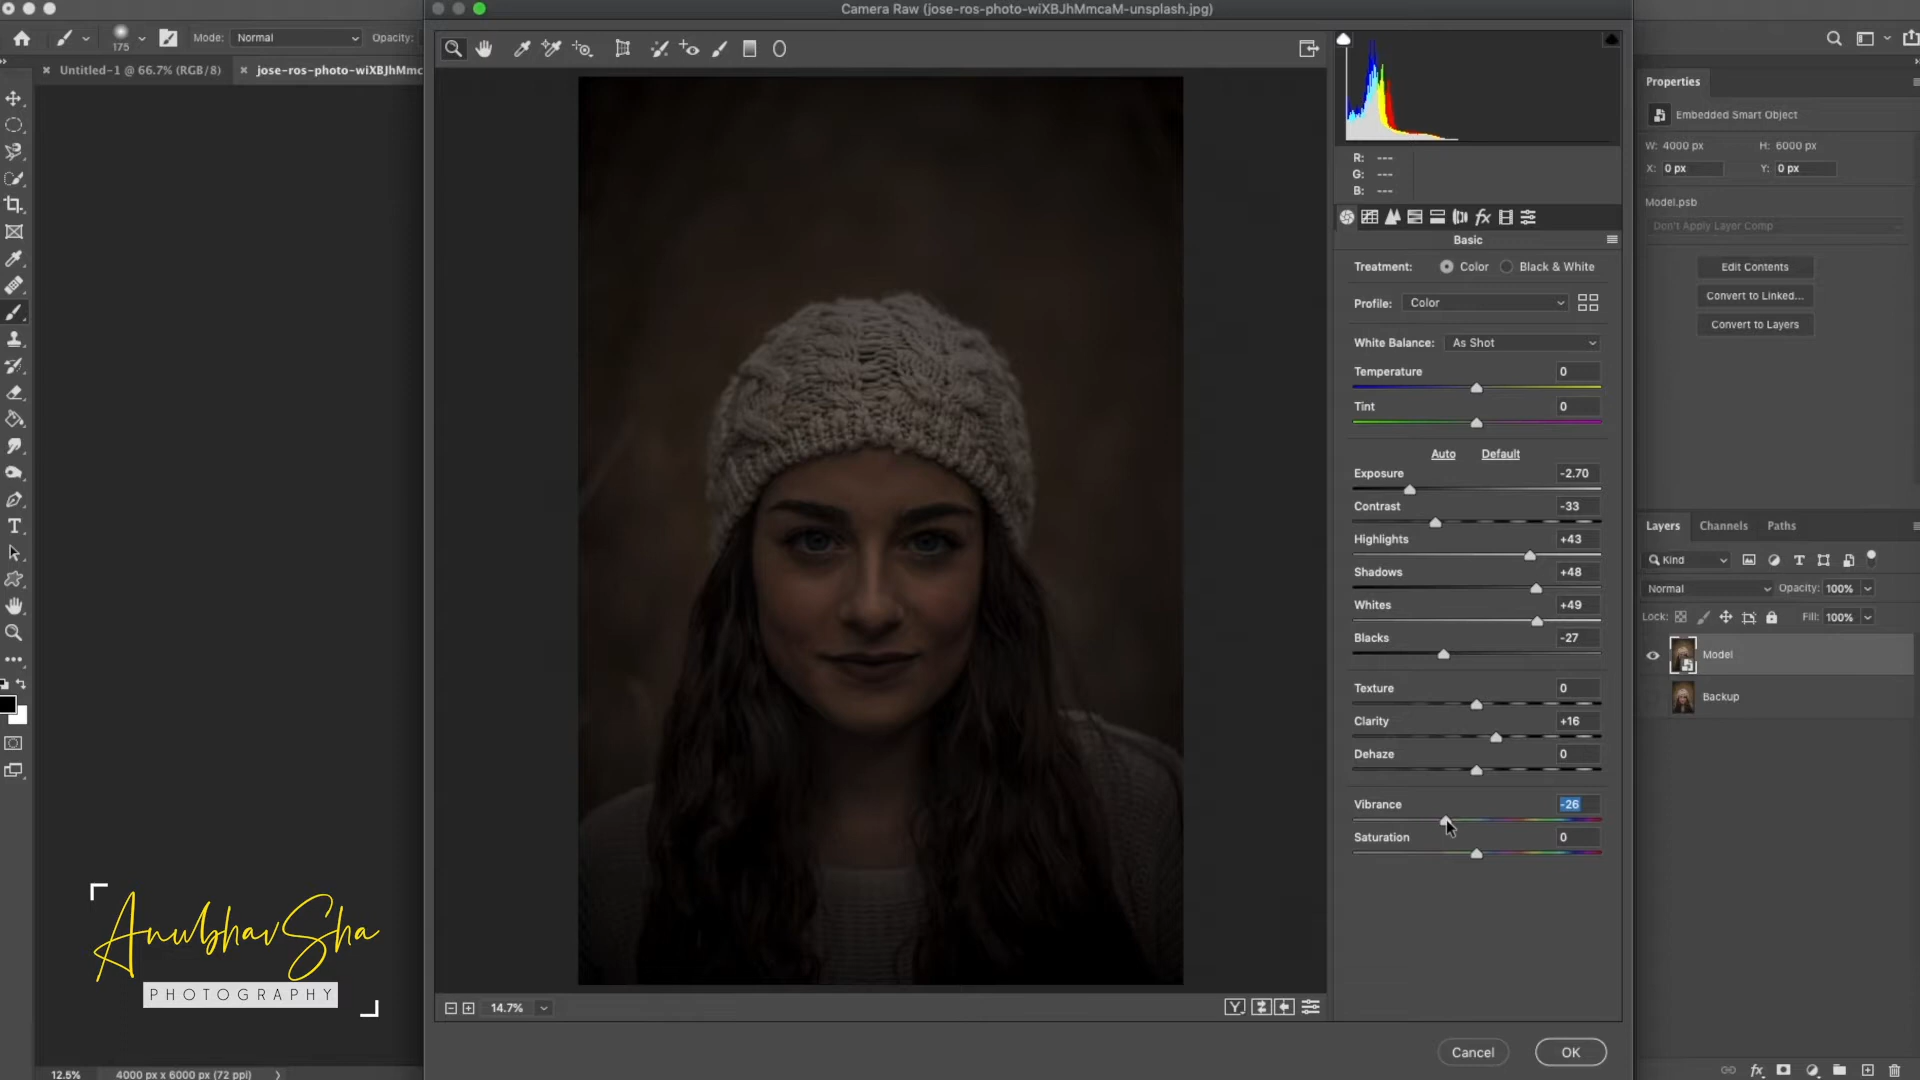 Camera Raw (jose-ros-photo-wiXBJhMmcaM-unsplash.jpg)
175
Mode: Normal
Opacity:
Untitled-1 @ 66.7% (RGB/8)
jose-ros-photo-wiXBJhMmc
R: ---
G: ---
B: ---
fx
Basic
Treatment: Color Black & White
Profile: Color
White Balance: As Shot
Temperature 0
Tint 0
Auto Default
Exposure -2.70
Contrast -33
Highlights +43
Shadows +48
Whites +49
Blacks -27
Texture 0
Clarity +16
Dehaze 0
Vibrance -26
Saturation 0
14.7%
Y
Cancel OK
Properties
Embedded Smart Object
W: 4000 px H: 6000 px
X: 0 px Y: 0 px
Model.psb
Don't Apply Layer Comp
Edit Contents
Convert to Linked...
Convert to Layers
Layers Channels Paths
Kind
Normal Opacity: 100%
Lock: Fill: 100%
Model
Backup
fx
AnubhavSha
PHOTOGRAPHY
12.5% 4000 px x 6000 px (72 ppi)